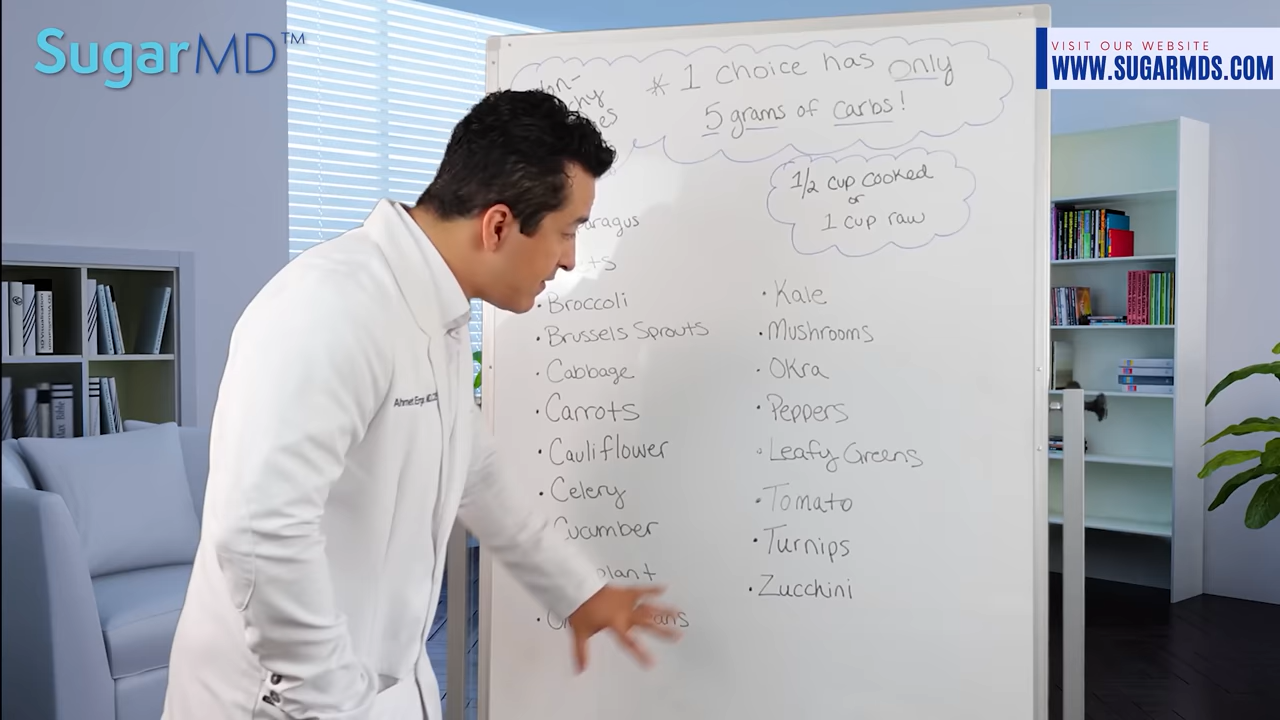 SugarMD™
VISIT OUR WEBSITE
WWW.SUGARMDS.COM
* 1 choice has only
5 grams of carbs!
1/2 cup cooked
or
1 cup raw
• Broccoli
• Brussels Sprouts
• Cabbage
• Carrots
• Cauliflower
• Celery
Cucumber
• Kale
• Mushrooms
• Okra
• Peppers
• Leafy Greens
• Tomato
• Turnips
• Zucchini